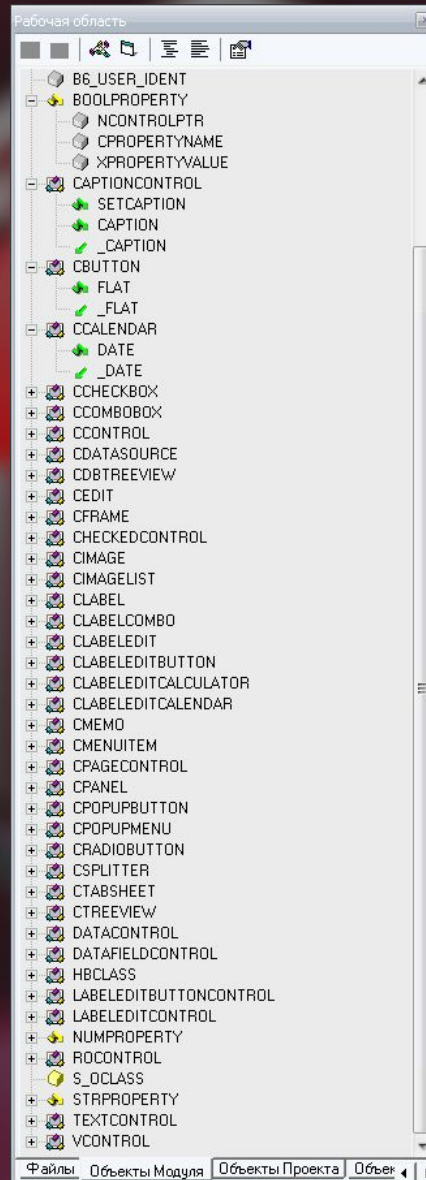 Рабочая область
B6_USER_IDENT
BOOLPROPERTY
NCONTROLPTR
CPROPERTYNAME
XPROPERTYVALUE
CAPTIONCONTROL
SETCAPTION
CAPTION
_CAPTION
CBUTTON
FLAT
_FLAT
CCALENDAR
DATE
_DATE
CCHECKBOX
CCOMBOBOX
CCONTROL
CDATASOURCE
CDBTREEVIEW
CEDIT
CFRAME
CHECKEDCONTROL
CIMAGE
CIMAGELIST
CLABEL
CLABELCOMBO
CLABELEDIT
CLABELEDITBUTTON
CLABELEDITCALCULATOR
CLABELEDITCALENDAR
CMEMO
CMENUITEM
CPAGECONTROL
CPANEL
CPOPUPBUTTON
CPOPUPMENU
CRADIOBUTTON
CSPLITTER
CTABSHEET
CTREEVIEW
DATACONTROL
DATAFIELDCONTROL
HBCLASS
LABELEDITBUTTONCONTROL
LABELEDITCONTROL
NUMPROPERTY
ROCONTROL
S_OCLASS
STRPROPERTY
TEXTCONTROL
VCONTROL
Файлы Объекты Модуля Объекты Проекта Объек